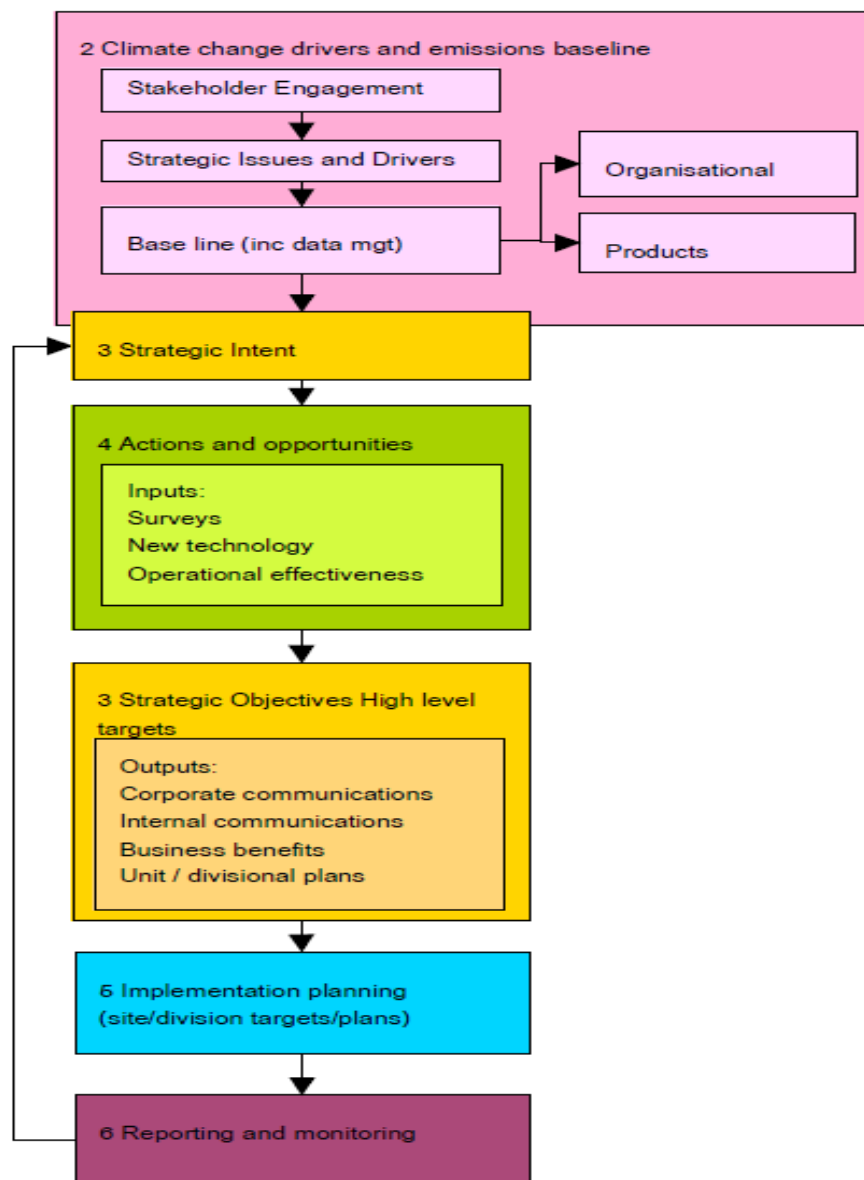 2 Climate change drivers and emissions baseline
Stakeholder Engagement
Strategic Issues and Drivers
Organisational
Base line (inc data mgt)
Products
3 Strategic Intent
4 Actions and opportunities
Inputs:
Surveys
New technology
Operational effectiveness
3 Strategic Objectives High level
targets
Outputs:
Corporate communications
Internal communications
Business benefits
Unit / divisional plans
5 Implementation planning
(site/division targets/plans)
6 Reporting and monitoring